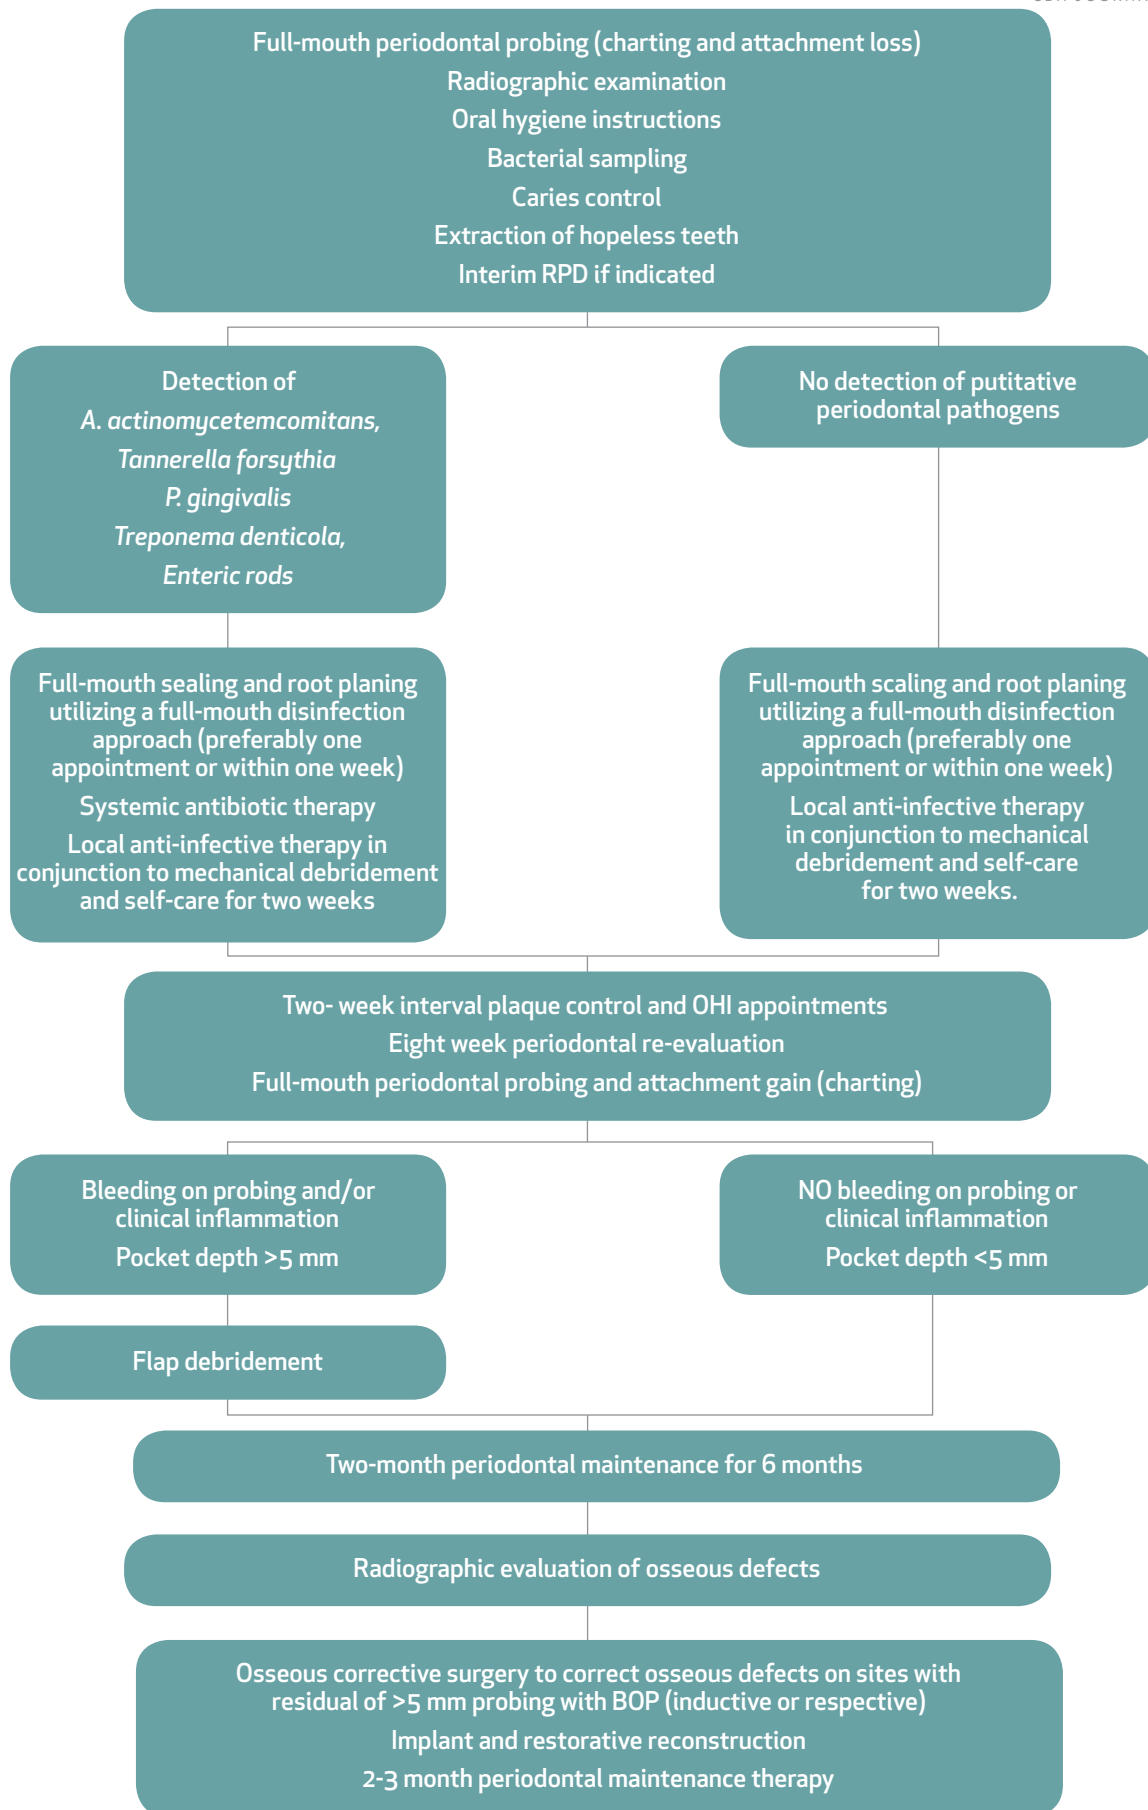 Full-mouth periodontal probing (charting and attachment loss)
Radiographic examination
Oral hygiene instructions
Bacterial sampling
Caries control
Extraction of hopeless teeth
Interim RPD if indicated
Detection of
A. actinomycetemcomitans,
Tannerella forsythia
P. gingivalis
Treponema denticola,
Enteric rods
No detection of putitative
periodontal pathogens
Full-mouth sealing and root planing
utilizing a full-mouth disinfection
approach (preferably one
appointment or within one week)
Systemic antibiotic therapy
Local anti-infective therapy in
conjunction to mechanical debridement
and self-care for two weeks
Full-mouth scaling and root planing
utilizing a full-mouth disinfection
approach (preferably one
appointment or within one week)
Local anti-infective therapy
in conjunction to mechanical
debridement and self-care
for two weeks.
Two- week interval plaque control and OHI appointments
Eight week periodontal re-evaluation
Full-mouth periodontal probing and attachment gain (charting)
Bleeding on probing and/or
clinical inflammation
Pocket depth >5 mm
NO bleeding on probing or
clinical inflammation
Pocket depth <5 mm
Flap debridement
Two-month periodontal maintenance for 6 months
Radiographic evaluation of osseous defects
Osseous corrective surgery to correct osseous defects on sites with
residual of >5 mm probing with BOP (inductive or respective)
Implant and restorative reconstruction
2-3 month periodontal maintenance therapy